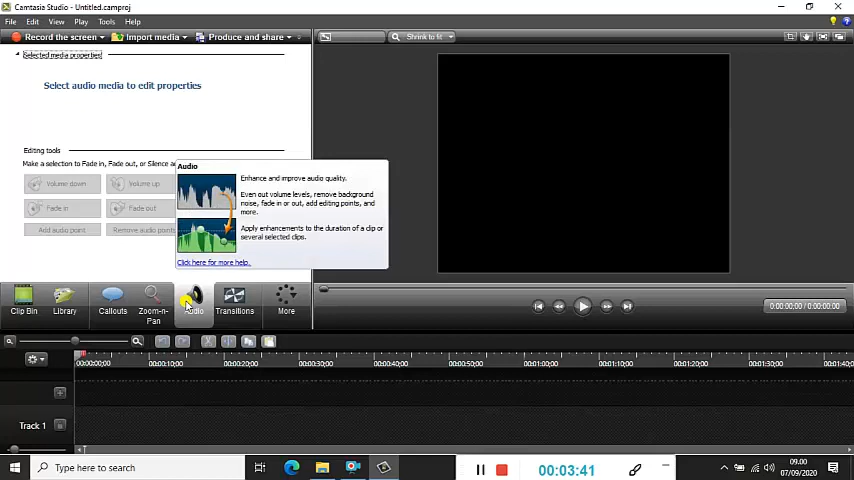 Camtasia Studio - Untitled.camproj
File Edit View Play Tools Help
Record the screen Import media Produce and share
Shrink to fit
Selected media properties
Select audio media to edit properties
Editing tools
Make a selection to Fade in, Fade out, or Silence a
Volume down Volume up
Fade in Fade out
Add audio point Remove audio points
Audio
Enhance and improve audio quality.
Even out volume levels, remove background
noise, fade in or out, add editing points, and
more.
Apply enhancements to the duration of a clip or
several selected clips.
Click here for more help.
Clip Bin Library Callouts Zoom-n-
Pan Audio Transitions More
0:00:00;00 / 0:00:00;00
00:00:00;00 00:00:10;00 00:00:20;00 00:00:30;00 00:00:40;00 00:00:50;00 00:01:00;00 00:01:10;00 00:01:20;00 00:01:30;00 00:01:40;0
Track 1
Type here to search
00:03:41
09.00
07/09/2020